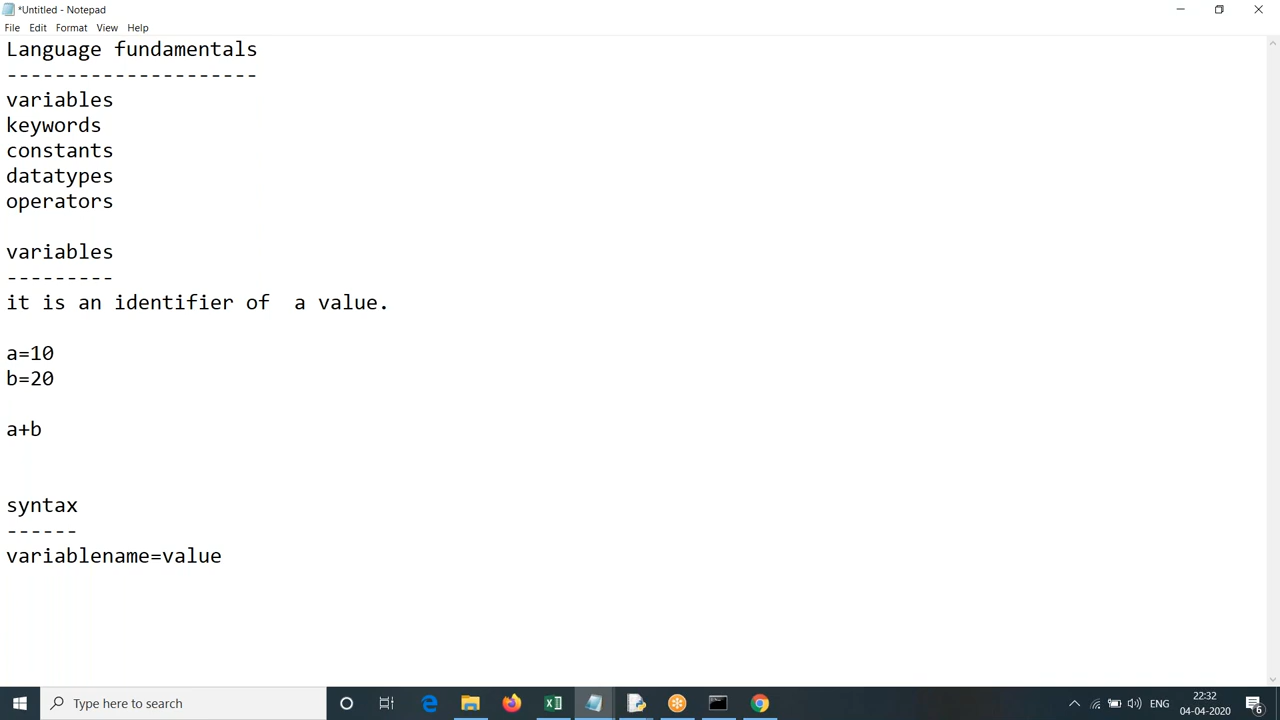 *Untitled - Notepad
File Edit Format View Help
Language fundamentals
---------------------
variables
keywords
constants
datatypes
operators
variables
---------
it is an identifier of  a value.
a=10
b=20
a+b
syntax
------
variablename=value
Type here to search
ENG
22:32
04-04-2020
6